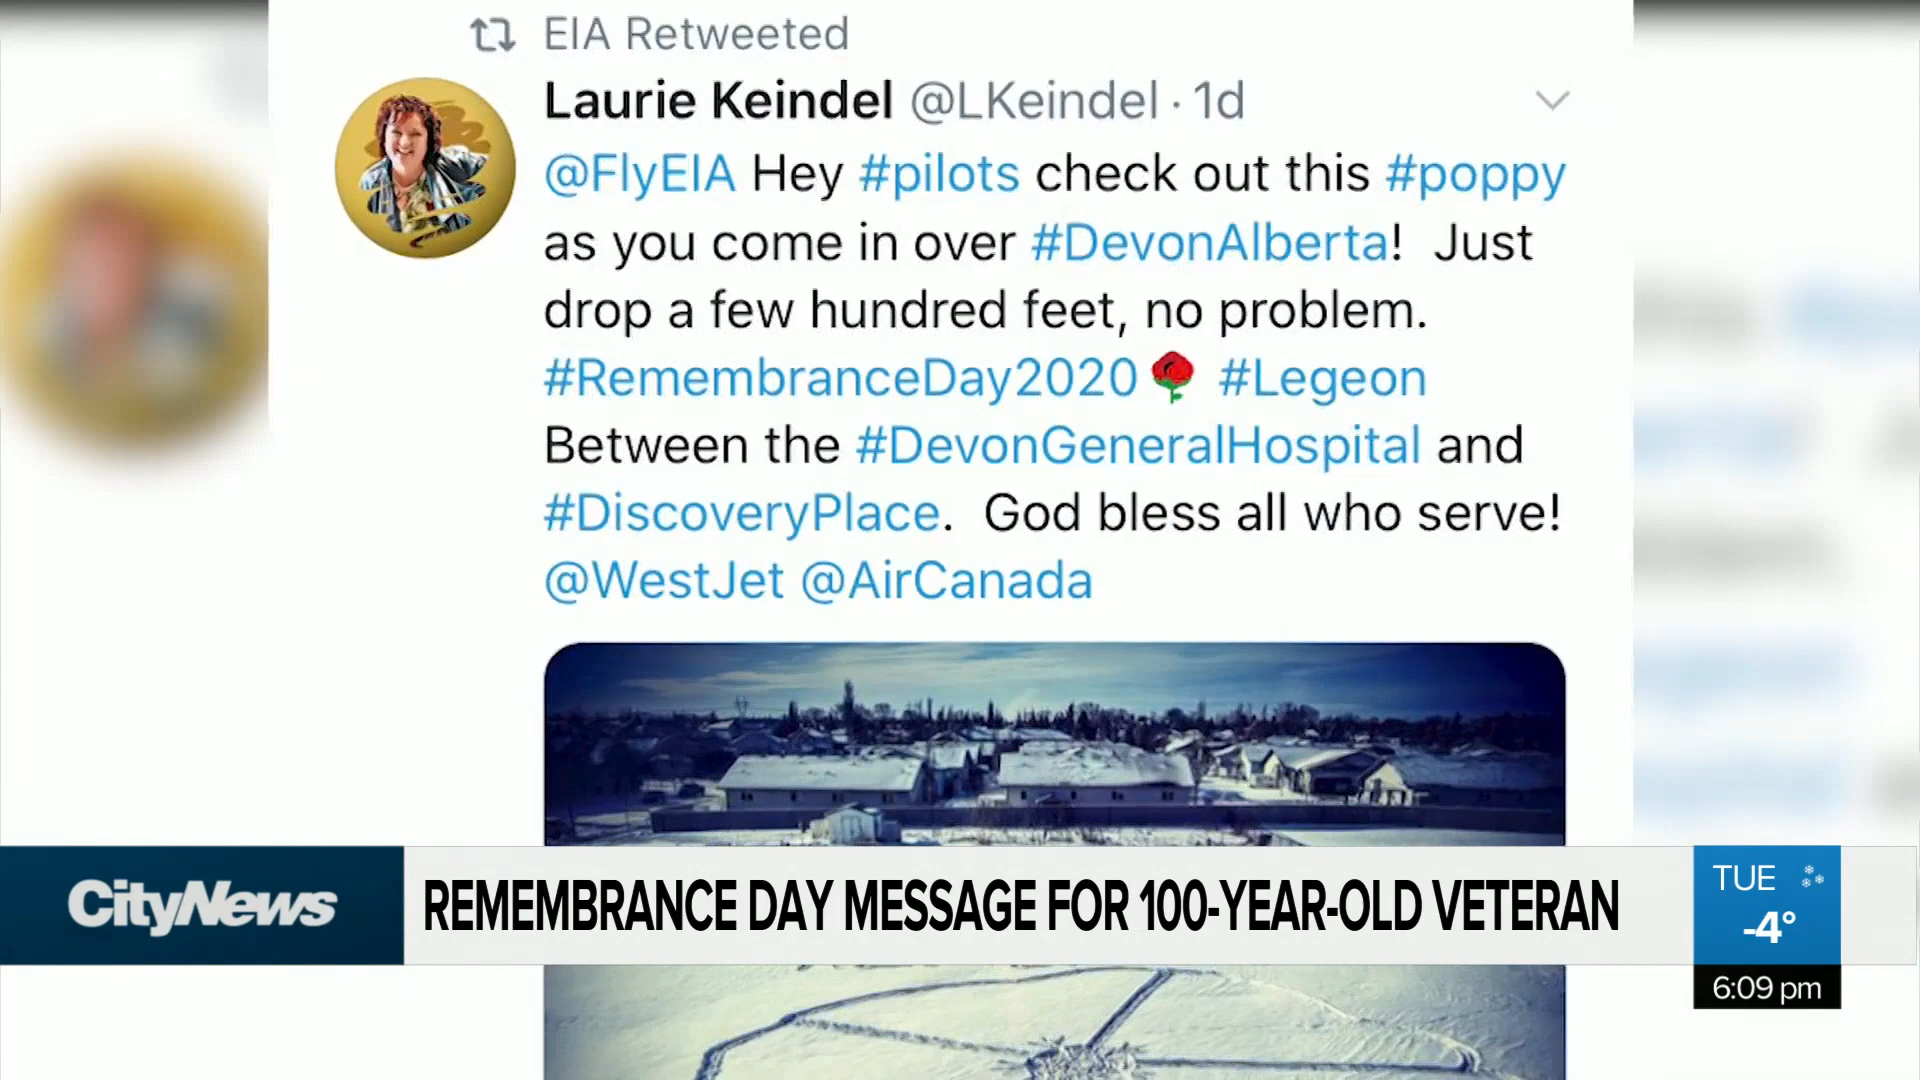 EIA Retweeted
Laurie Keindel @LKeindel · 1d
@FlyEIA Hey #pilots check out this #poppy
as you come in over #DevonAlberta!  Just
drop a few hundred feet, no problem.
#RemembranceDay2020 #Legeon
Between the #DevonGeneralHospital and
#DiscoveryPlace.  God bless all who serve!
@WestJet @AirCanada
CityNews
REMEMBRANCE DAY MESSAGE FOR 100-YEAR-OLD VETERAN
TUE
-4°
6:09 pm